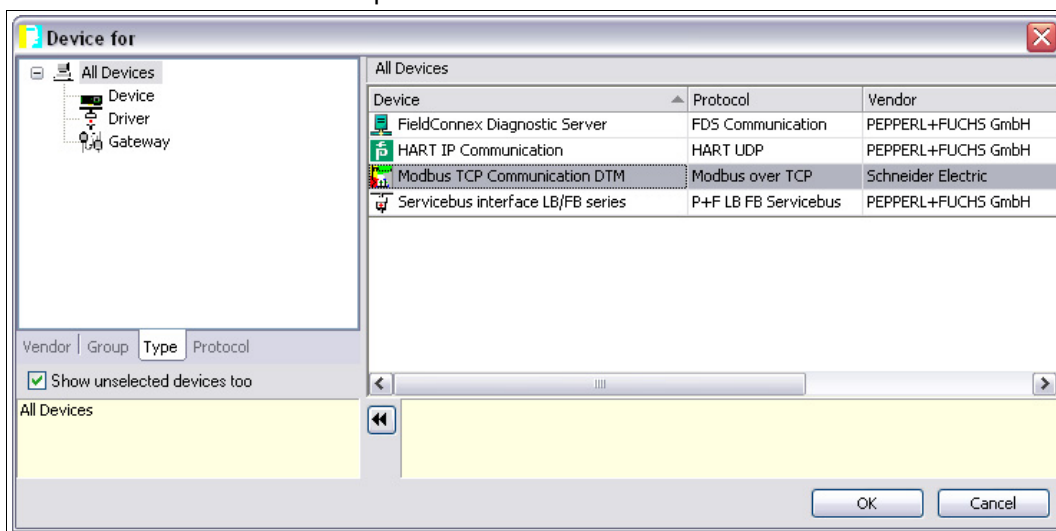 Device for
All Devices
Device
Driver
Gateway
Vendor Group Type Protocol
Show unselected devices too
All Devices
All Devices
Device Protocol Vendor
FieldConnex Diagnostic Server FDS Communication PEPPERL+FUCHS GmbH
HART IP Communication HART UDP PEPPERL+FUCHS GmbH
Modbus TCP Communication DTM Modbus over TCP Schneider Electric
Servicebus interface LB/FB series P+F LB FB Servicebus PEPPERL+FUCHS GmbH
OK Cancel